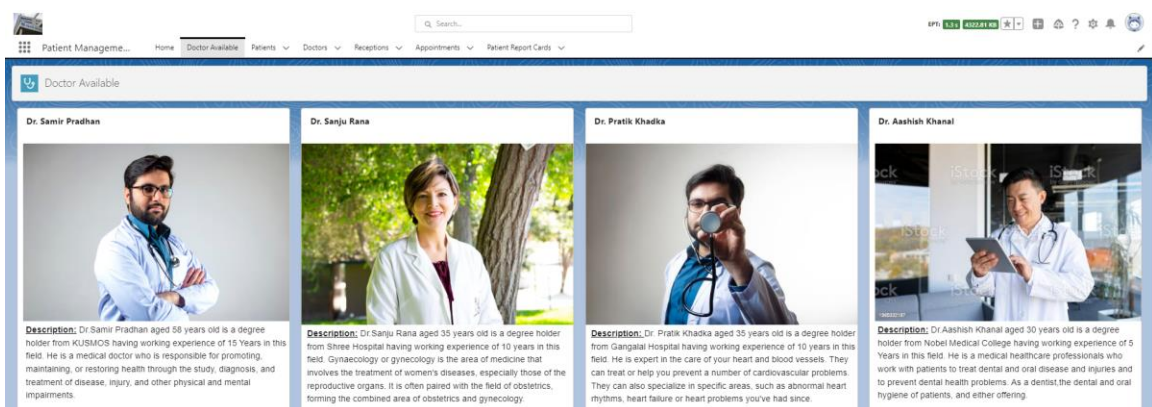 Search...
EPT: 1.3 s 4322.81 KB
Patient Manageme... Home Doctor Available Patients Doctors Receptions Appointments Patient Report Cards
Doctor Available
Dr. Samir Pradhan
Description: Dr.Samir Pradhan aged 58 years old is a degree
holder from KUSMOS having working experience of 15 Years in this
field. He is a medical doctor who is responsible for promoting,
maintaining, or restoring health through the study, diagnosis, and
treatment of disease, injury, and other physical and mental
impairments.
Dr. Sanju Rana
Description: Dr.Sanju Rana aged 35 years old is a degree holder
from Shree Hospital having working experience of 10 years in this
field. Gynaecology or gynecology is the area of medicine that
involves the treatment of women's diseases, especially those of the
reproductive organs. It is often paired with the field of obstetrics,
forming the combined area of obstetrics and gynecology.
Dr. Pratik Khadka
Description: Dr. Pratik Khadka aged 35 years old is a degree holder
from Gangalal Hospital having working experience of 10 years in this
field. He is expert in the care of your heart and blood vessels. They
can treat or help you prevent a number of cardiovascular problems.
They can also specialize in specific areas, such as abnormal heart
rhythms, heart failure or heart problems you've had since.
Dr. Aashish Khanal
iStock
iStock
iStock
Description: Dr.Aashish Khanal aged 30 years old is a degree
holder from Nobel Medical College having working experience of 5
Years in this field. He is a medical healthcare professionals who
work with patients to treat dental and oral disease and injuries and
to prevent dental health problems. As a dentist,the dental and oral
hygiene of patients, and either offering.